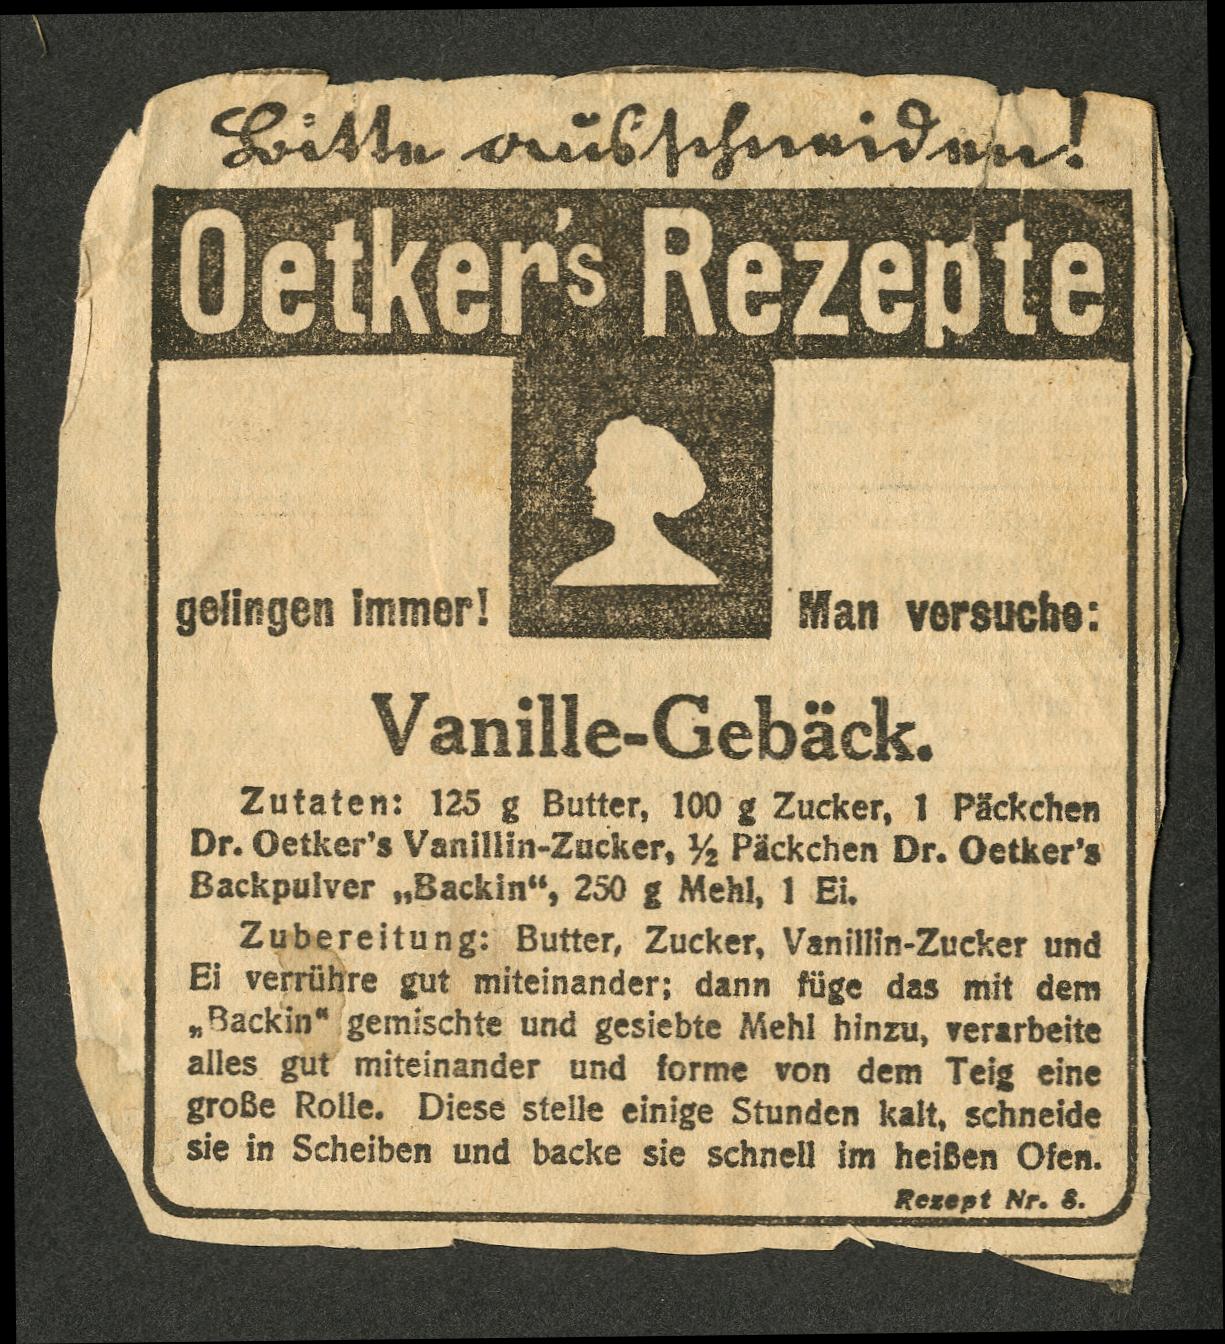 Bitte ausschneiden!
Oetker's Rezepte
gelingen immer! Man versuche:
Vanille-Gebäck.
Zutaten: 125 g Butter, 100 g Zucker, 1 Päckchen
Dr. Oetker's Vanillin-Zucker, ½ Päckchen Dr. Oetker's
Backpulver „Backin“, 250 g Mehl, 1 Ei.
Zubereitung: Butter, Zucker, Vanillin-Zucker und
Ei verrühre gut miteinander; dann füge das mit dem
„Backin“ gemischte und gesiebte Mehl hinzu, verarbeite
alles gut miteinander und forme von dem Teig eine
große Rolle. Diese stelle einige Stunden kalt, schneide
sie in Scheiben und backe sie schnell im heißen Ofen.
Rezept Nr. 8.